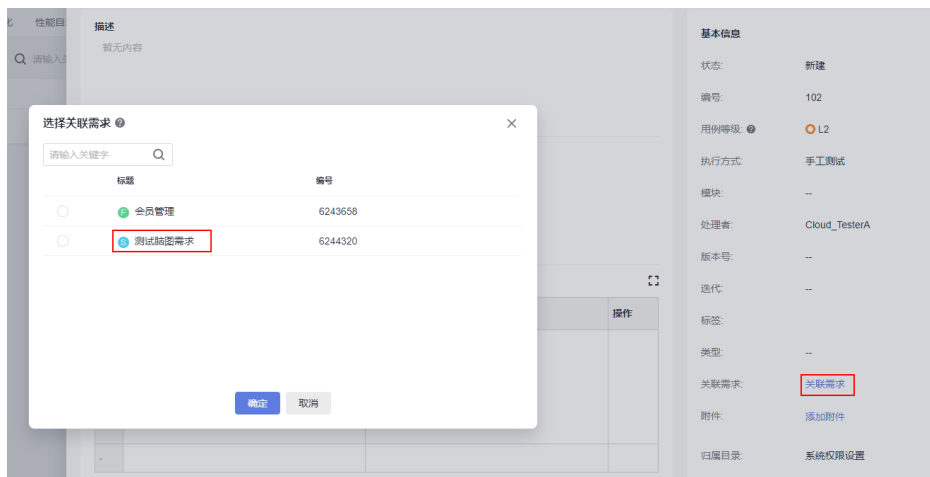 性能自
请输入关
描述
暂无内容
选择关联需求
请输入关键字
标题 编号
F 会员管理 6243658
S 测试脑图需求 6244320
确定 取消
操作
基本信息
状态: 新建
编号: 102
用例等级: L2
执行方式: 手工测试
模块: --
处理者: Cloud_TesterA
版本号: --
迭代: --
标签:
类型: --
关联需求: 关联需求
附件: 添加附件
归属目录: 系统权限设置